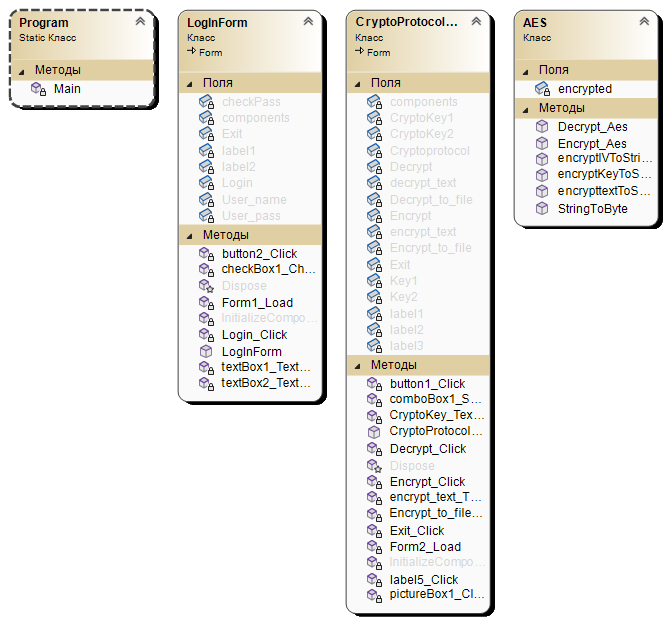 Program
Static Класс
Методы
Main
LogInForm
Класс
Form
Поля
checkPass
components
Exit
label1
label2
Login
User_name
User_pass
Методы
button2_Click
checkBox1_Ch...
Dispose
Form1_Load
InitializeCompo...
Login_Click
LogInForm
textBox1_Text...
textBox2_Text...
CryptoProtocol...
Класс
Form
Поля
components
CryptoKey1
CryptoKey2
Cryptoprotocol
Decrypt
decrypt_text
Decrypt_to_file
Encrypt
encrypt_text
Encrypt_to_file
Exit
Key1
Key2
label1
label2
label3
Методы
button1_Click
comboBox1_S...
CryptoKey_Tex...
CryptoProtocol...
Decrypt_Click
Dispose
Encrypt_Click
encrypt_text_T...
Encrypt_to_file...
Exit_Click
Form2_Load
InitializeCompo...
label5_Click
pictureBox1_Cl...
AES
Класс
Поля
encrypted
Методы
Decrypt_Aes
Encrypt_Aes
encryptIVToStri...
encryptKeyToS...
encrypttextToS...
StringToByte